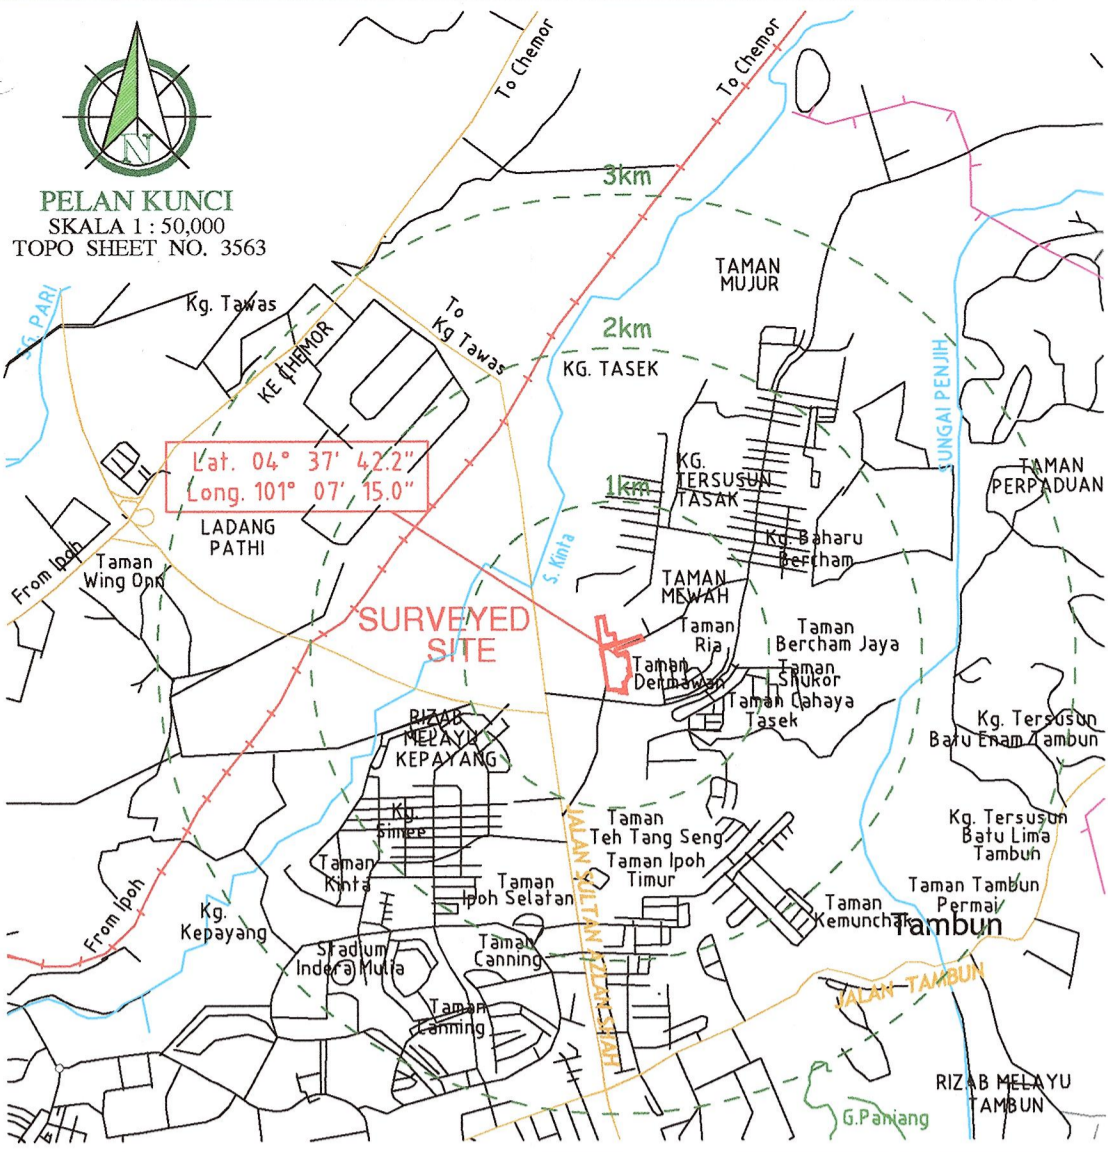 To Chemor
To Chemor
N
PELAN KUNCI
SKALA 1 : 50,000
TOPO SHEET NO. 3563
3km
TAMAN
MUJUR
SG. PARI
Kg. Tawas
To
Kg Tawas
KE CHEMOR
2km
KG. TASEK
SUNGAI PENJIH
Lat. 04° 37' 42.2"
Long. 101° 07' 15.0"
KG.
TERSUSUN
TASAK
1km
TAMAN
PERPADUAN
LADANG
PATHI
Kg. Baharu
Bercham
S. Kinta
From Ipoh
Taman
Wing Onn
TAMAN
MEWAH
SURVEYED
SITE
Taman
Ria
Taman
Bercham Jaya
Taman
Dermawan
Taman
Shukor
Taman Cahaya
Tasek
RIZAB
MELAYU
KEPAYANG
Kg. Tersusun
Batu Enam Tambun
Kg.
Simee
Taman
Teh Tang Seng
Kg. Tersusun
Batu Lima
Tambun
JALAN SULTAN AZLAN SHAH
Taman
Kinta
Taman Ipoh
Timur
Taman
Ipoh Selatan
Taman Tambun
Permai
From Ipoh
Kg.
Kepayang
Taman
Kemuncha
Tambun
Stadium
Indera Mulia
Taman
Canning
JALAN TAMBUN
Taman
Canning
RIZAB MELAYU
TAMBUN
G.Panjang